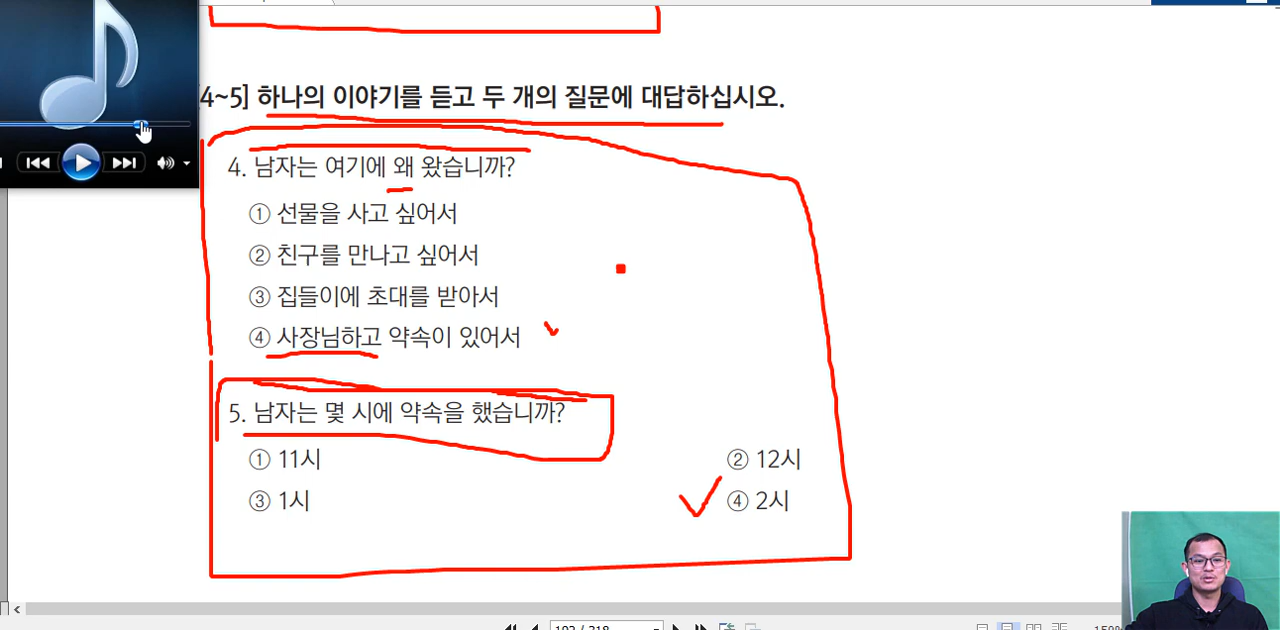 4~5] 하나의 이야기를 듣고 두 개의 질문에 대답하십시오.
4. 남자는 여기에 왜 왔습니까?
① 선물을 사고 싶어서
② 친구를 만나고 싶어서
③ 집들이에 초대를 받아서
④ 사장님하고 약속이 있어서
5. 남자는 몇 시에 약속을 했습니까?
① 11시
② 12시
③ 1시
④ 2시